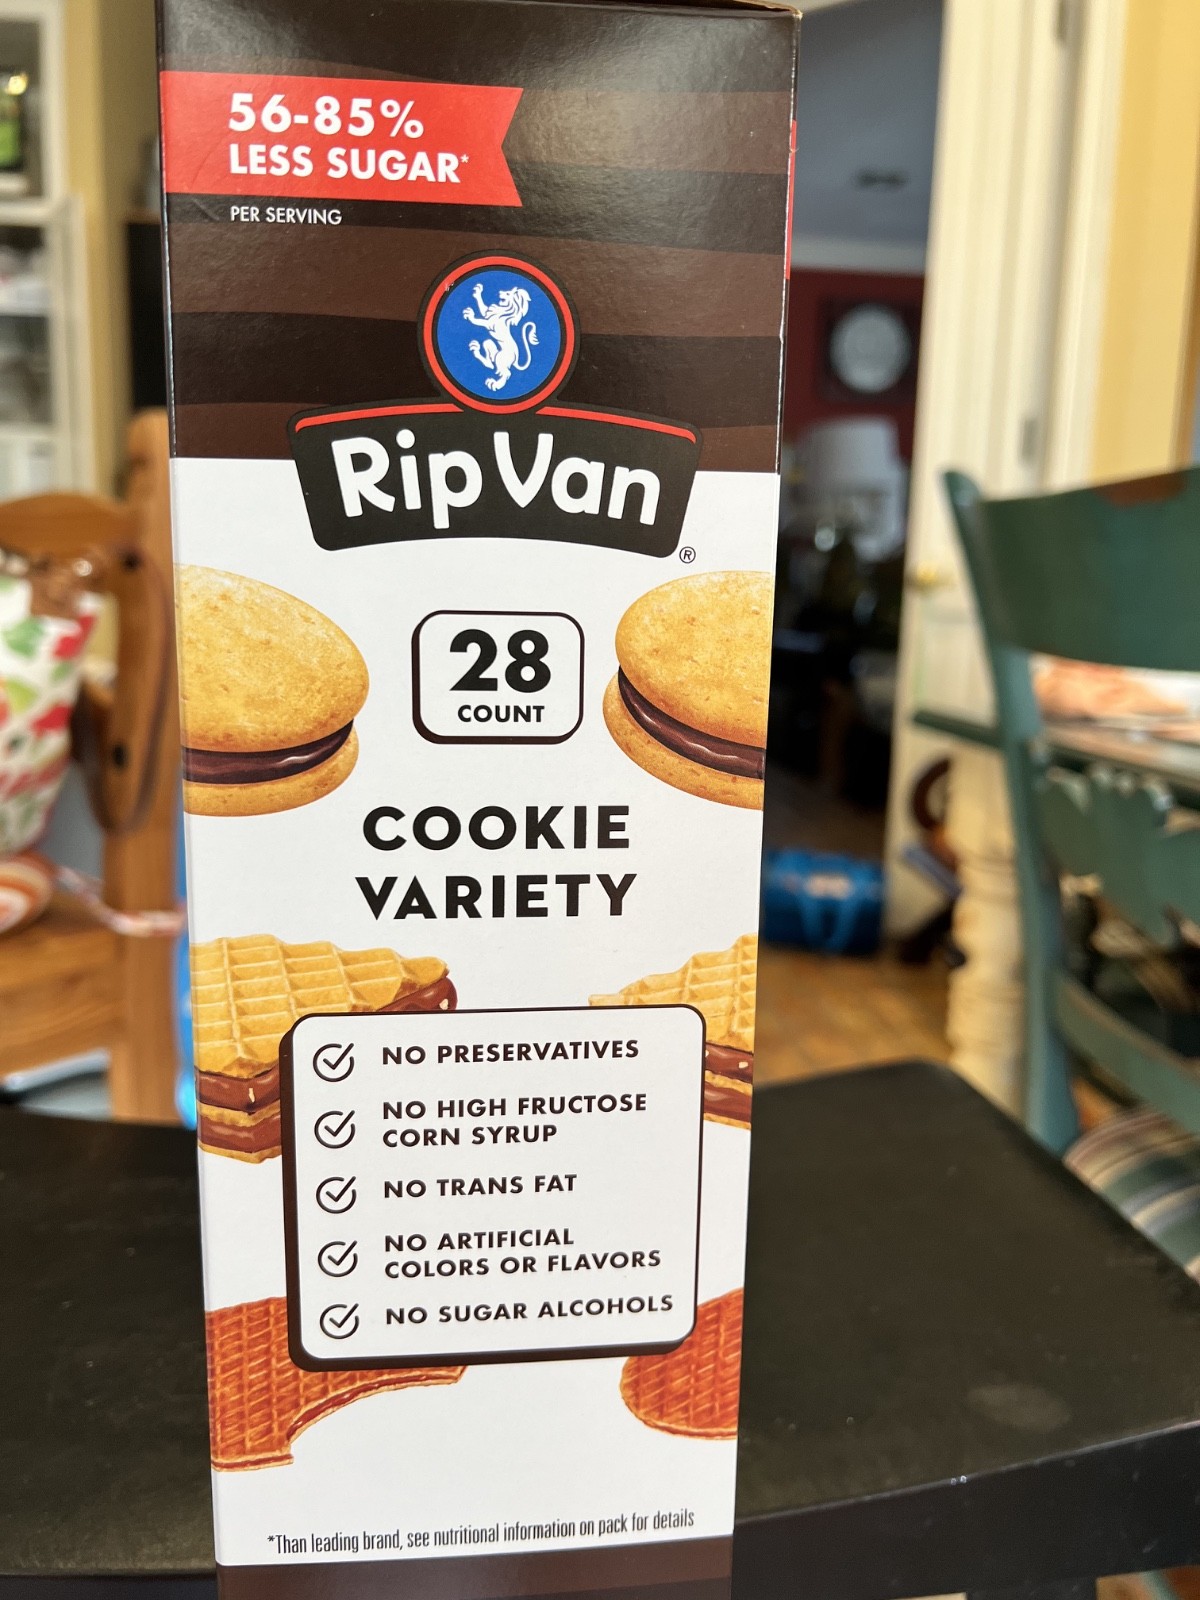 56-85%
LESS SUGAR*
PER SERVING
Rip Van
®
28
COUNT
COOKIE
VARIETY
NO PRESERVATIVES
NO HIGH FRUCTOSE
CORN SYRUP
NO TRANS FAT
NO ARTIFICIAL
COLORS OR FLAVORS
NO SUGAR ALCOHOLS
*Than leading brand, see nutritional information on pack for details